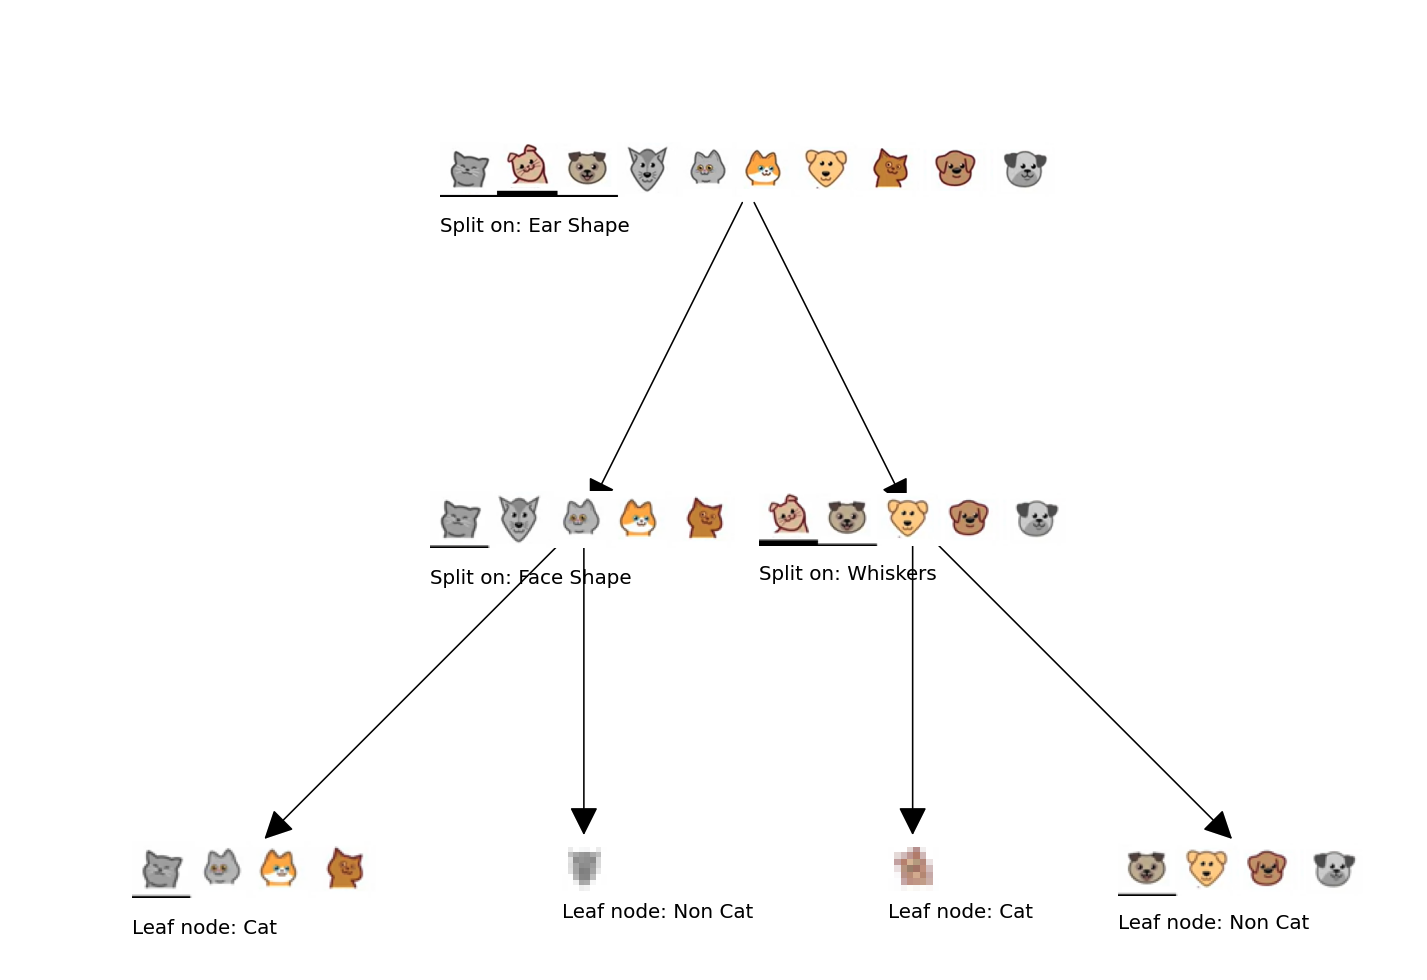 Split on: Ear Shape
Split on: Face Shape
Split on: Whiskers
Leaf node: Cat
Leaf node: Non Cat
Leaf node: Cat
Leaf node: Non Cat